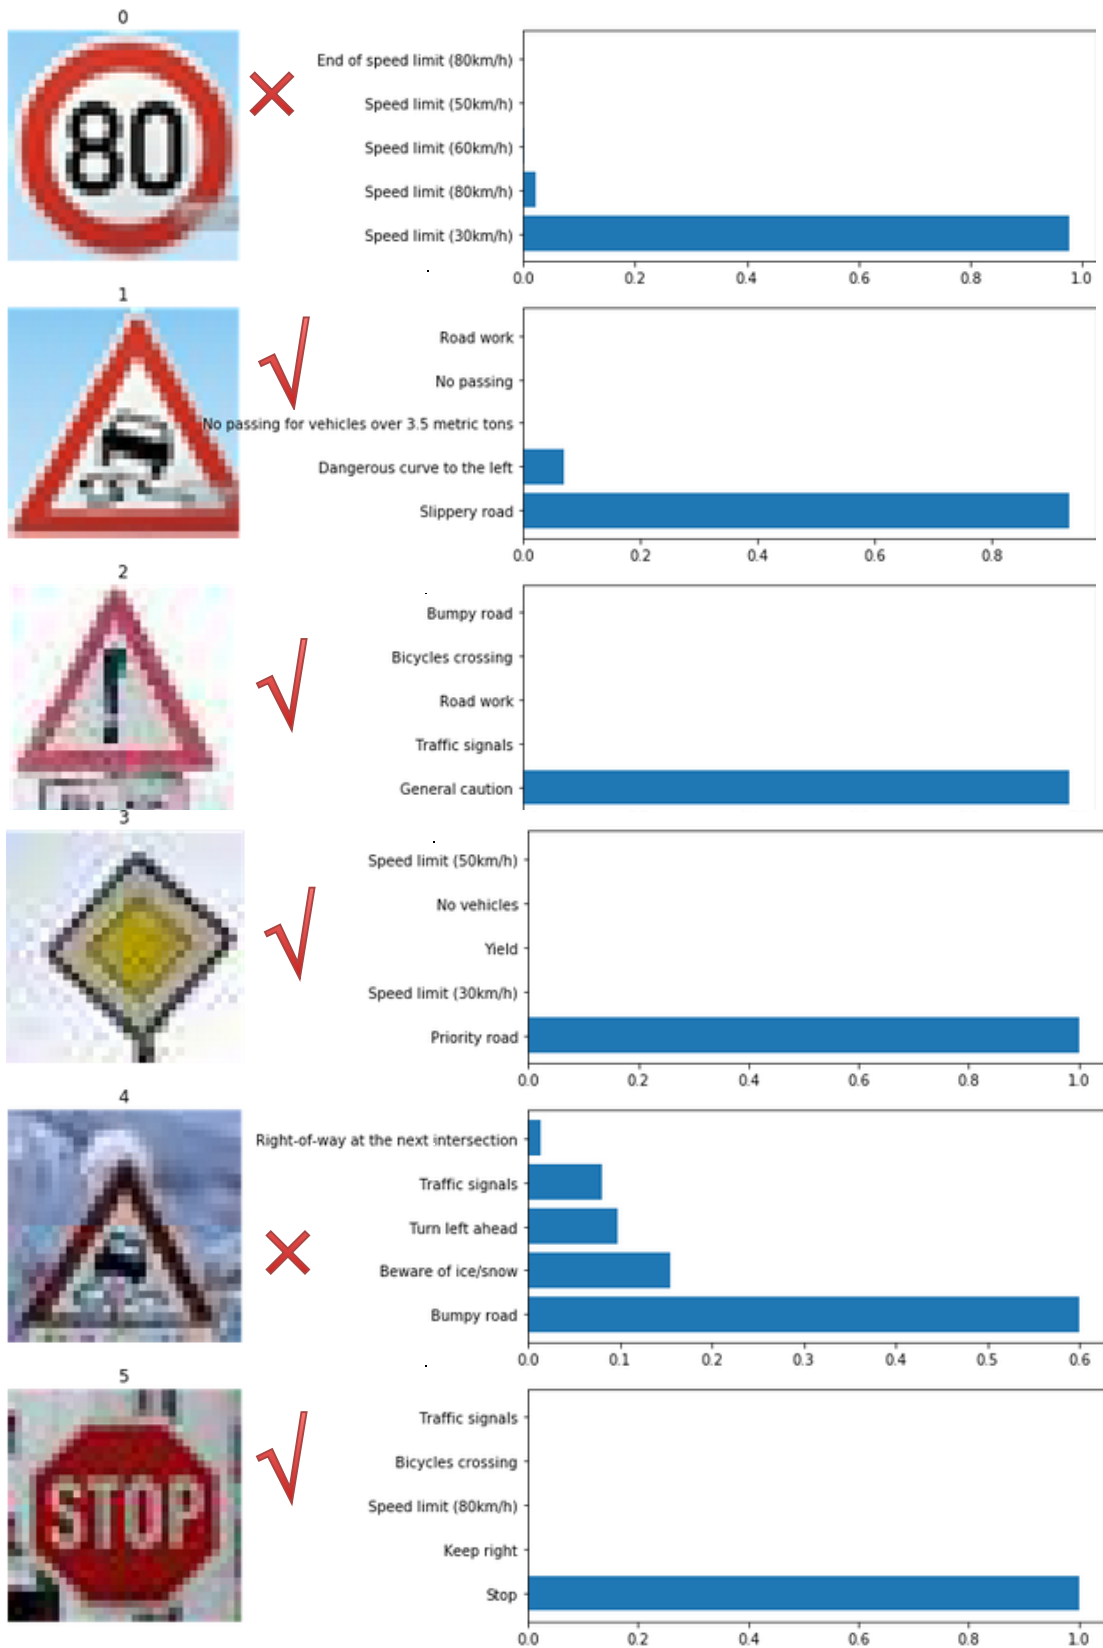 0
80
End of speed limit (80km/h)
Speed limit (50km/h)
Speed limit (60km/h)
Speed limit (80km/h)
Speed limit (30km/h)
0.0 0.2 0.4 0.6 0.8 1.0
1
Road work
No passing
No passing for vehicles over 3.5 metric tons
Dangerous curve to the left
Slippery road
0.0 0.2 0.4 0.6 0.8
2
!
Bumpy road
Bicycles crossing
Road work
Traffic signals
General caution
3
Speed limit (50km/h)
No vehicles
Yield
Speed limit (30km/h)
Priority road
0.0 0.2 0.4 0.6 0.8 1.0
4
Right-of-way at the next intersection
Traffic signals
Turn left ahead
Beware of ice/snow
Bumpy road
0.0 0.1 0.2 0.3 0.4 0.5 0.6
5
STOP
Traffic signals
Bicycles crossing
Speed limit (80km/h)
Keep right
Stop
0.0 0.2 0.4 0.6 0.8 1.0